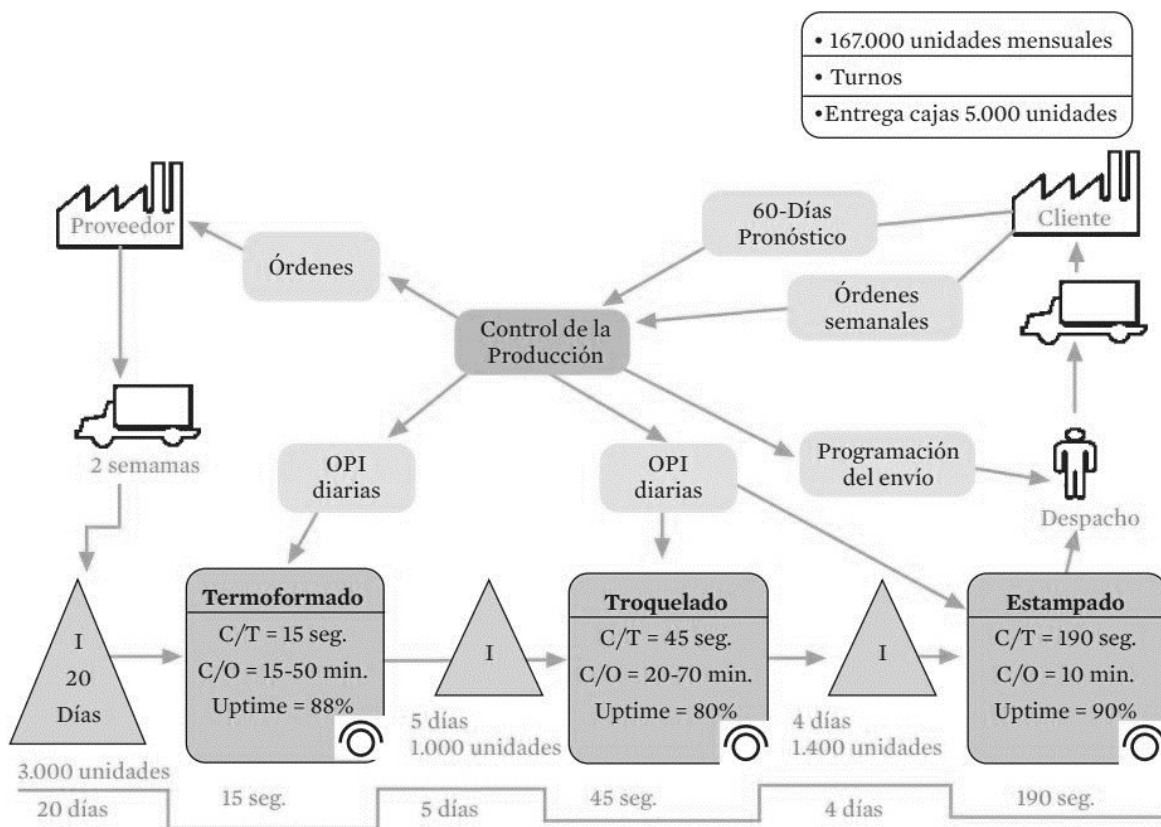 • 167.000 unidades mensuales
• Turnos
•Entrega cajas 5.000 unidades
Proveedor
Órdenes
60-Días
Pronóstico
Cliente
Órdenes
semanales
Control de la
Producción
2 semamas
OPI
diarias
OPI
diarias
Programación
del envío
Despacho
I
20
Días
3.000 unidades
Termoformado
C/T = 15 seg.
C/O = 15-50 min.
Uptime = 88%
I
5 días
1.000 unidades
Troquelado
C/T = 45 seg.
C/O = 20-70 min.
Uptime = 80%
I
4 días
1.400 unidades
Estampado
C/T = 190 seg.
C/O = 10 min.
Uptime = 90%
20 días
15 seg.
5 días
45 seg.
4 días
190 seg.